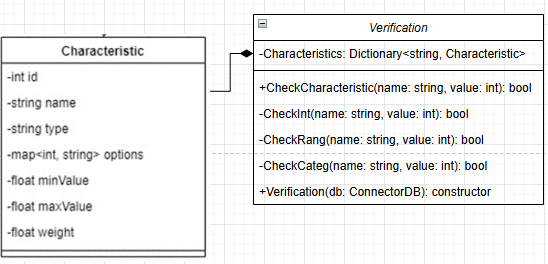 Characteristic
-int id
-string name
-string type
-map<int, string> options
-float minValue
-float maxValue
-float weight
Verification
-Characteristics: Dictionary<string, Characteristic>
+CheckCharacteristic(name: string, value: int): bool
-CheckInt(name: string, value: int): bool
-CheckRang(name: string, value: int): bool
-CheckCateg(name: string, value: int): bool
+Verification(db: ConnectorDB): constructor